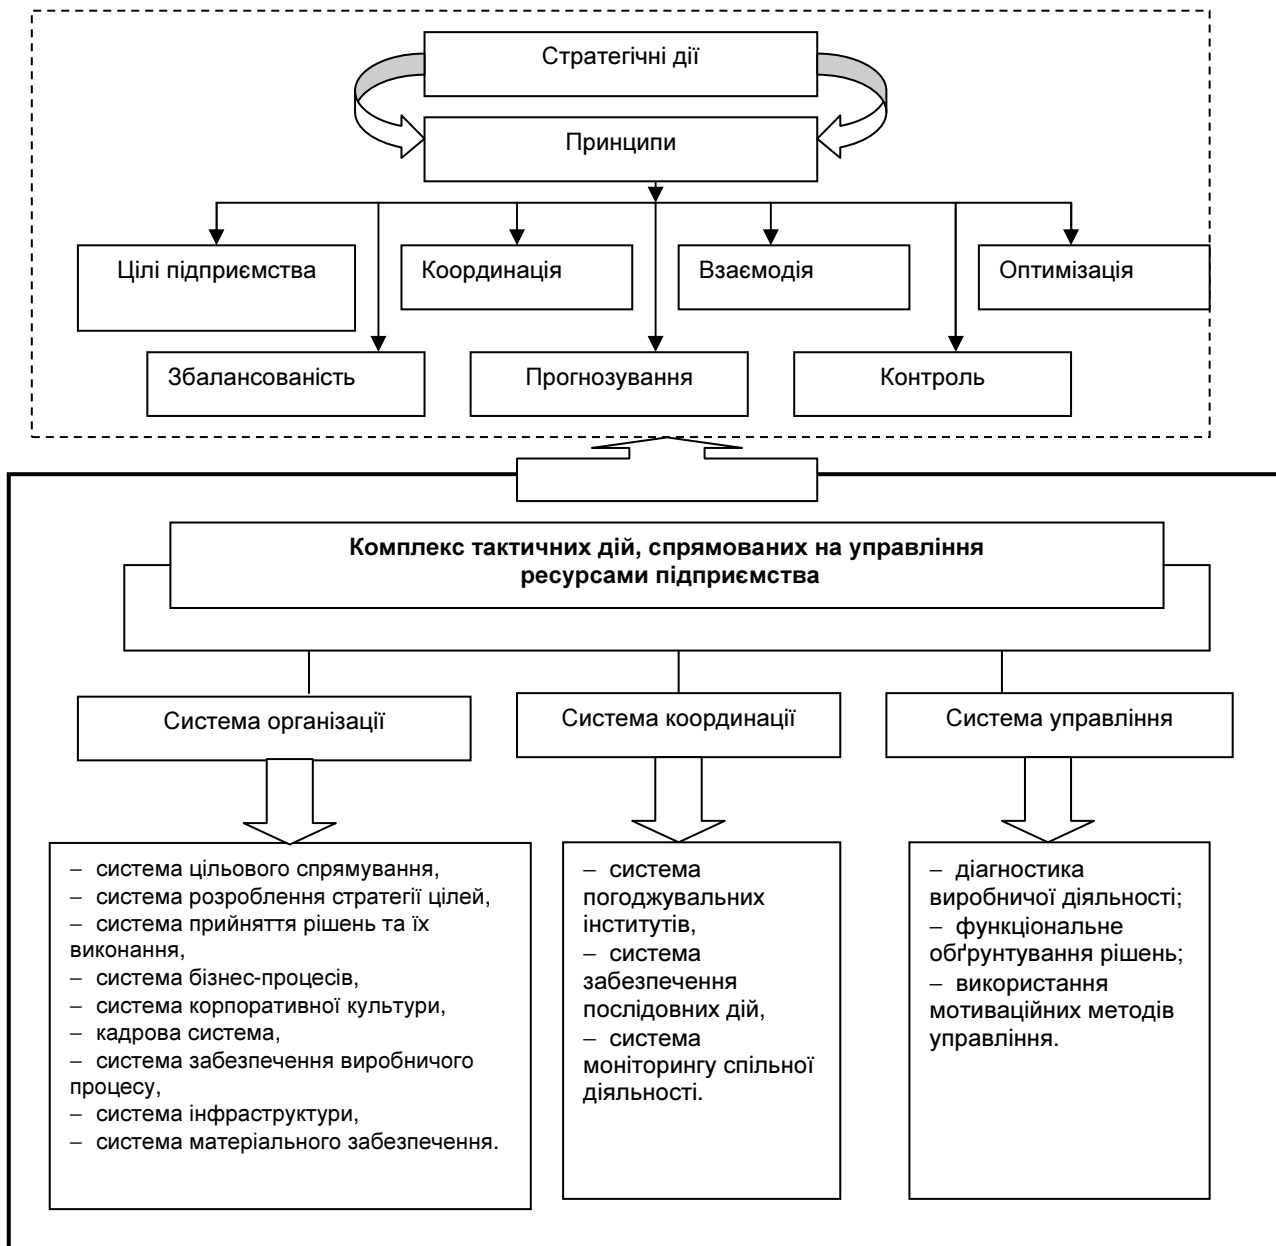 Стратегічні дії
Принципи
Цілі підприємства
Координація
Взаємодія
Оптимізація
Збалансованість
Прогнозування
Контроль
Комплекс тактичних дій, спрямованих на управління
ресурсами підприємства
Система організації
Система координації
Система управління
– система цільового спрямування,
– система розроблення стратегії цілей,
– система прийняття рішень та їх
виконання,
– система бізнес-процесів,
– система корпоративної культури,
– кадрова система,
– система забезпечення виробничого
процесу,
– система інфраструктури,
– система матеріального забезпечення.
– система
погоджувальних
інститутів,
– система
забезпечення
послідовних дій,
– система
моніторингу спільної
діяльності.
– діагностика
виробничої діяльності;
– функціональне
обґрунтування рішень;
– використання
мотиваційних методів
управління.